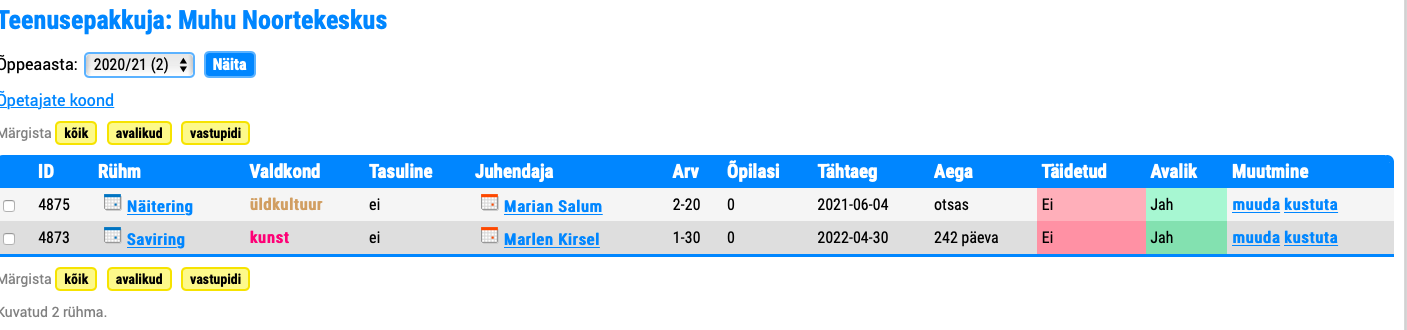 Teenusepakkuja: Muhu Noortekeskus
Õppeaasta: 2020/21 (2) Näita
Õpetajate koond
Märgista kõik avalikud vastupidi
ID Rühm Valdkond Tasuline Juhendaja Arv Õpilasi Tähtaeg Aega Täidetud Avalik Muutmine
4875 Näitering üldkultuur ei Marian Salum 2-20 0 2021-06-04 otsas Ei Jah muuda kustuta
4873 Saviring kunst ei Marlen Kirsel 1-30 0 2022-04-30 242 päeva Ei Jah muuda kustuta
Märgista kõik avalikud vastupidi
Kuvatud 2 rühma.